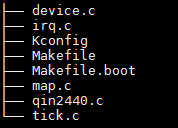 ├── device.c
├── irq.c
├── Kconfig
├── Makefile
├── Makefile.boot
├── map.c
├── qin2440.c
└── tick.c